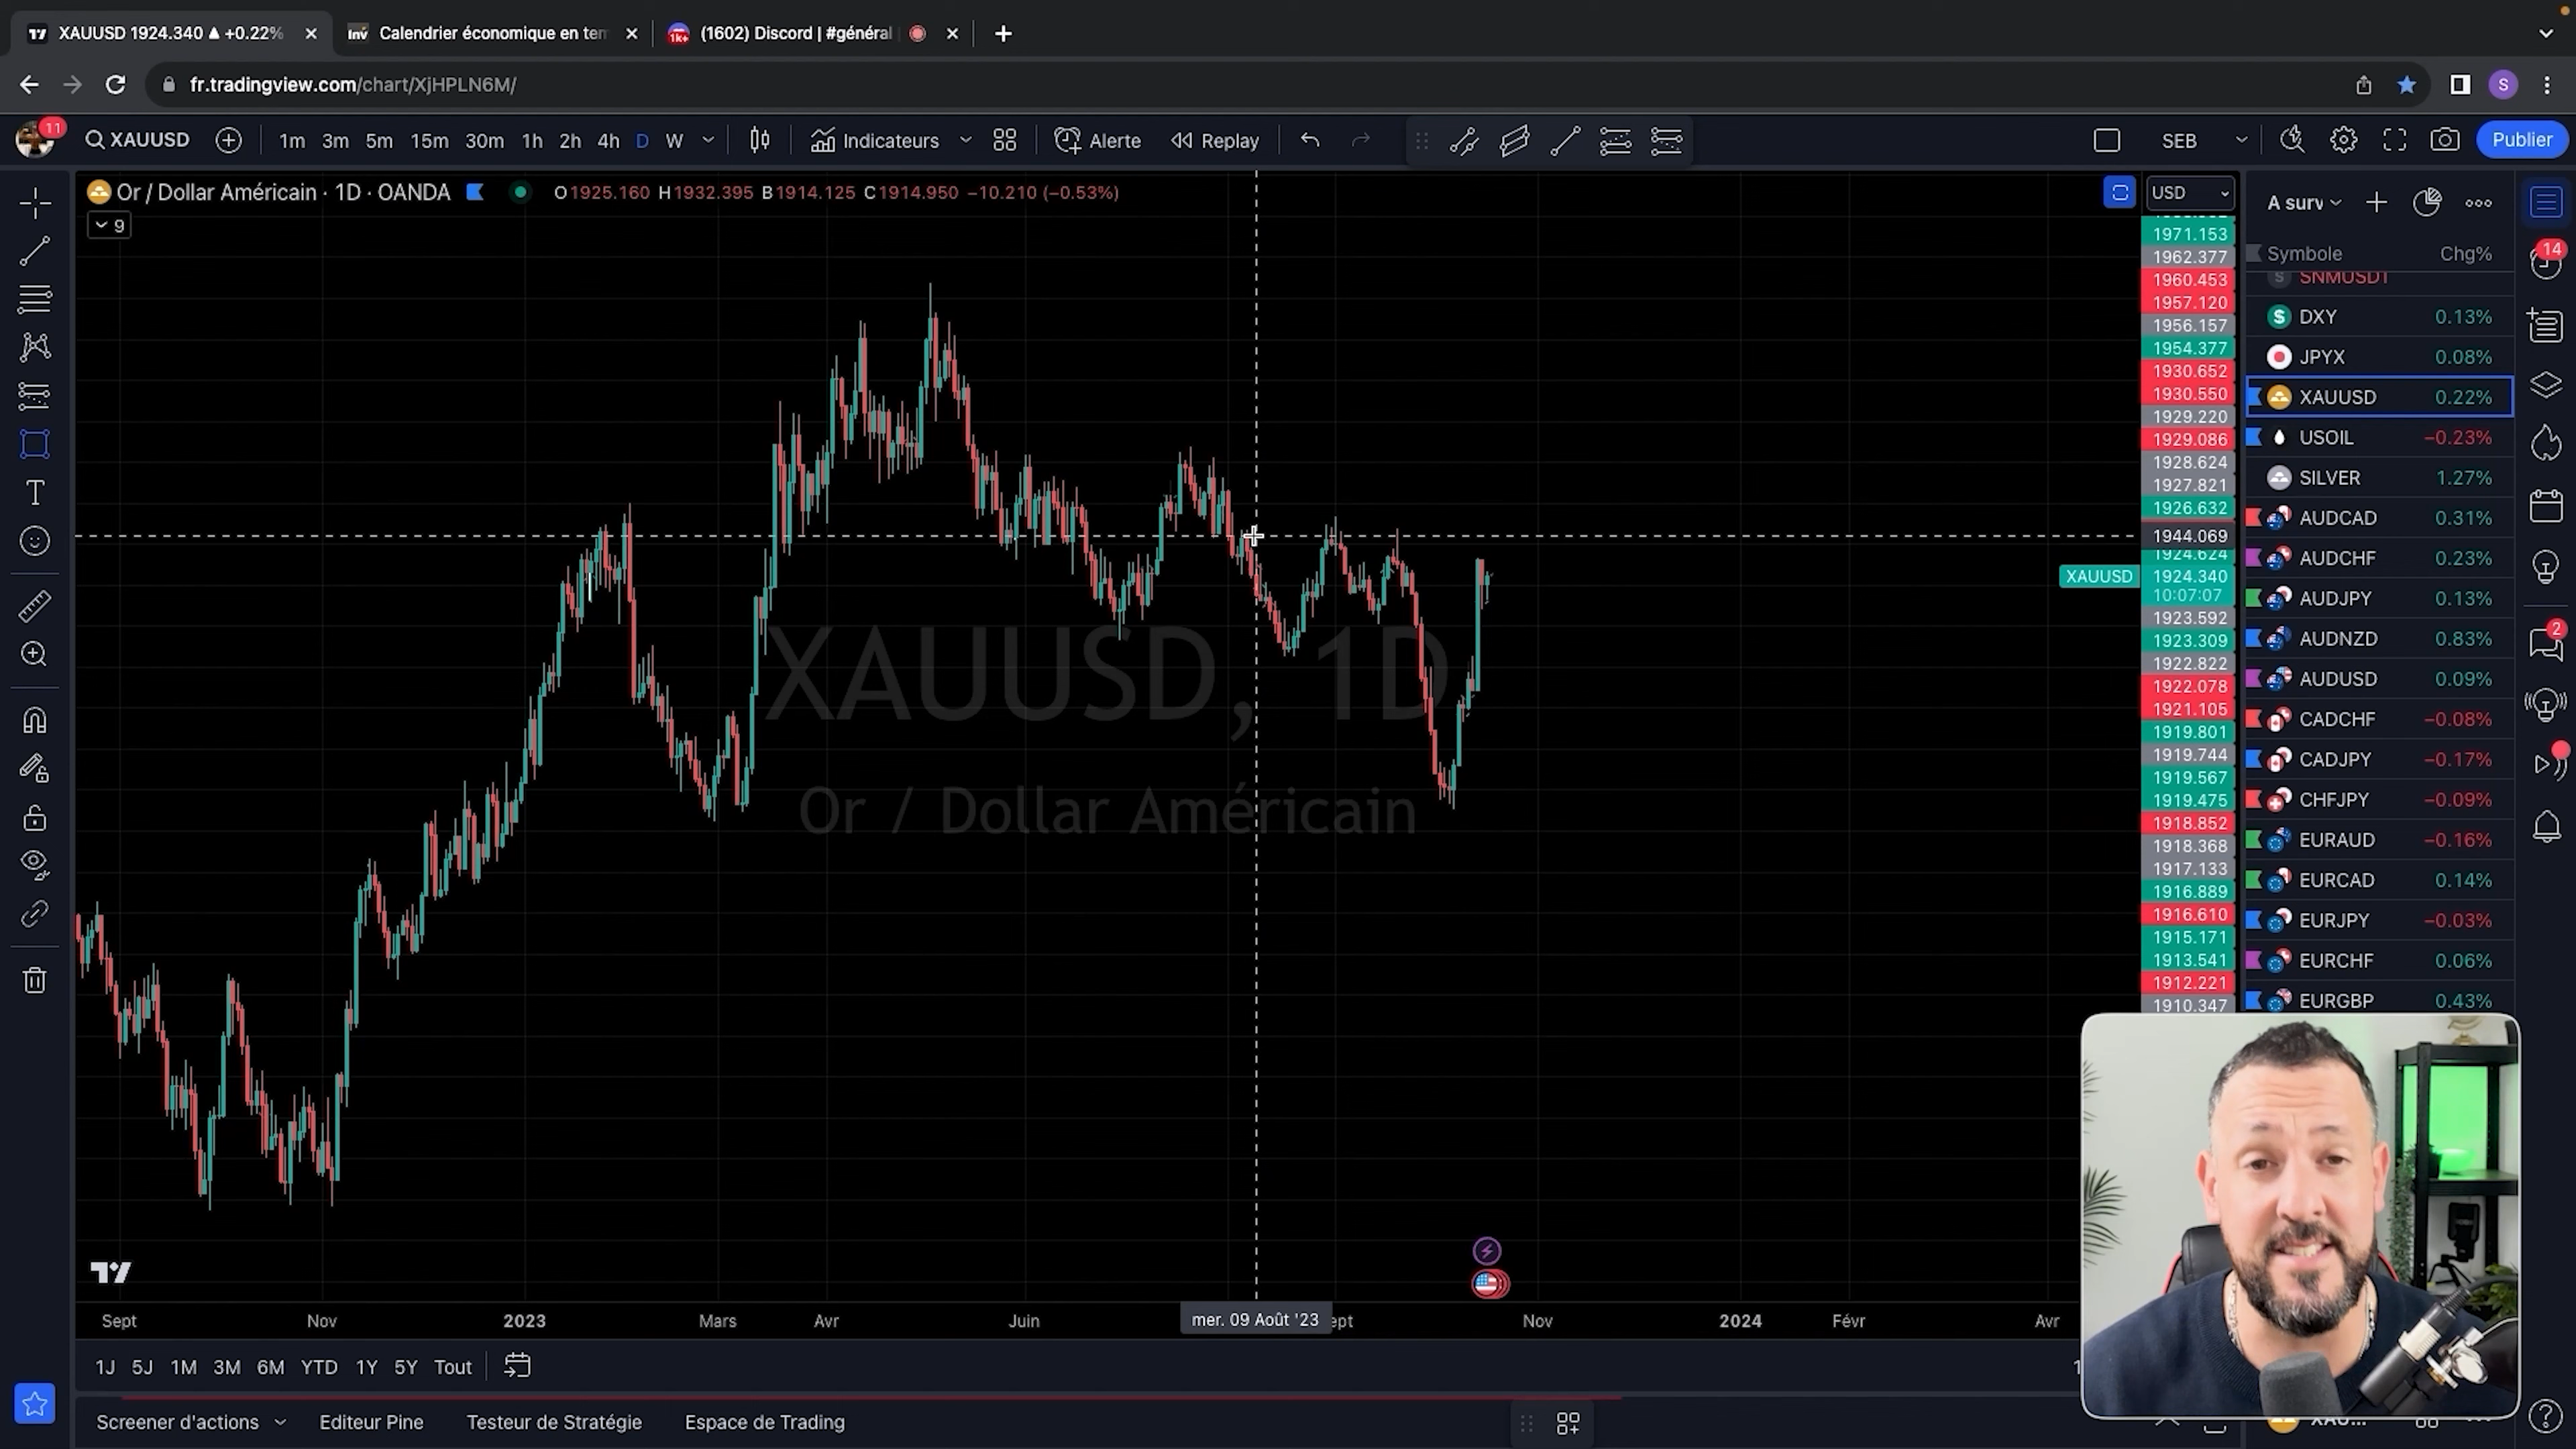 XAUUSD 1924.340 ▲ +0.22%
Calendrier économique en tem
(1602) Discord | #général
fr.tradingview.com/chart/XjHPLN6M/
11
XAUUSD
1m 3m 5m 15m 30m 1h 2h 4h D W
Indicateurs
Alerte
Replay
SEB
Publier
Or / Dollar Américain · 1D · OANDA
O1925.160 H1932.395 B1914.125 C1914.950 −10.210 (−0.53%)
9
USD
1971.153
1962.377
1960.453
1957.120
1956.157
1954.377
1930.652
1930.550
1929.220
1929.086
1928.624
1927.821
1926.632
1944.069
1924.624
XAUUSD 1924.340
10:07:07
1923.592
1923.309
1922.822
1922.078
1921.105
1919.801
1919.744
1919.567
1919.475
1918.852
1918.368
1917.133
1916.889
1916.610
1915.171
1913.541
1912.221
1910.347
A surv
Symbole Chg%
SNMUSDT
DXY 0.13%
JPYX 0.08%
XAUUSD 0.22%
USOIL −0.23%
SILVER 1.27%
AUDCAD 0.31%
AUDCHF 0.23%
AUDJPY 0.13%
AUDNZD 0.83%
AUDUSD 0.09%
CADCHF −0.08%
CADJPY −0.17%
CHFJPY −0.09%
EURAUD −0.16%
EURCAD 0.14%
EURJPY −0.03%
EURCHF 0.06%
EURGBP 0.43%
14
2
XAUUSD, 1D
Or / Dollar Américain
Sept Nov 2023 Mars Avr Juin mer. 09 Août '23 ept Nov 2024 Févr Avr
1J 5J 1M 3M 6M YTD 1Y 5Y Tout
Screener d'actions Editeur Pine Testeur de Stratégie Espace de Trading
XAU...